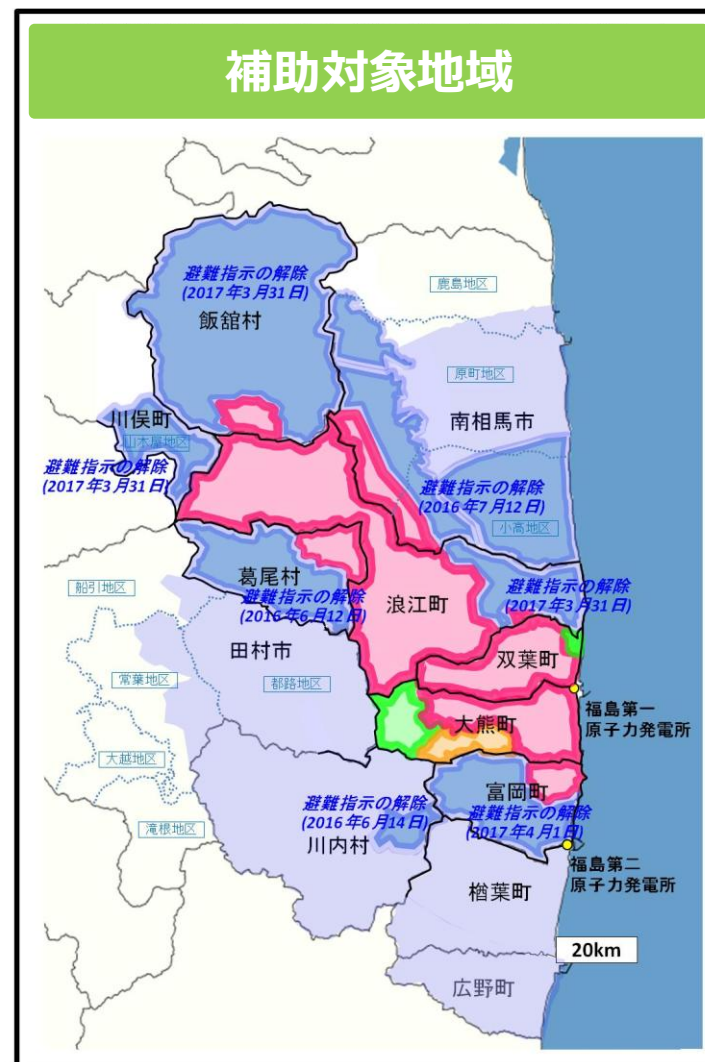 補助対象地域
避難指示の解除
(2017年3月31日)
飯舘村
鹿島地区
原町地区
南相馬市
川俣町
山木屋地区
避難指示の解除
(2017年3月31日)
避難指示の解除
(2016年7月12日)
小高地区
船引地区
葛尾村
避難指示の解除
(2016年6月12日)
浪江町
避難指示の解除
(2017年3月31日)
田村市
双葉町
常葉地区
都路地区
大熊町
福島第一
原子力発電所
大越地区
富岡町
避難指示の解除
(2017年4月1日)
避難指示の解除
(2016年6月14日)
滝根地区
川内村
福島第二
原子力発電所
楢葉町
20km
広野町